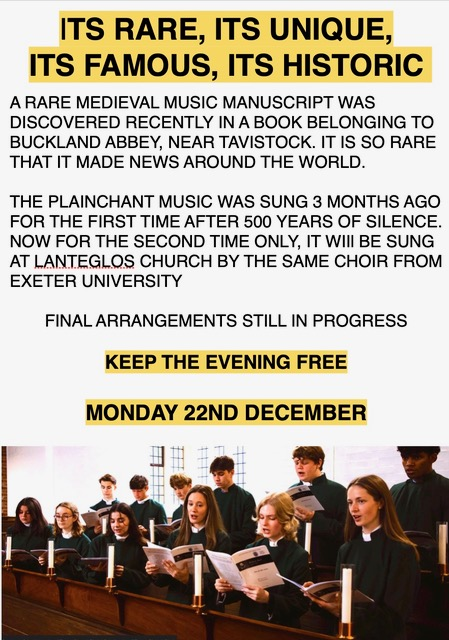 ITS RARE, ITS UNIQUE,
ITS FAMOUS, ITS HISTORIC
A RARE MEDIEVAL MUSIC MANUSCRIPT WAS
DISCOVERED RECENTLY IN A BOOK BELONGING TO
BUCKLAND ABBEY, NEAR TAVISTOCK. IT IS SO RARE
THAT IT MADE NEWS AROUND THE WORLD.
THE PLAINCHANT MUSIC WAS SUNG 3 MONTHS AGO
FOR THE FIRST TIME AFTER 500 YEARS OF SILENCE.
NOW FOR THE SECOND TIME ONLY, IT WIll BE SUNG
AT LANTEGLOS CHURCH BY THE SAME CHOIR FROM
EXETER UNIVERSITY
FINAL ARRANGEMENTS STILL IN PROGRESS
KEEP THE EVENING FREE
MONDAY 22ND DECEMBER